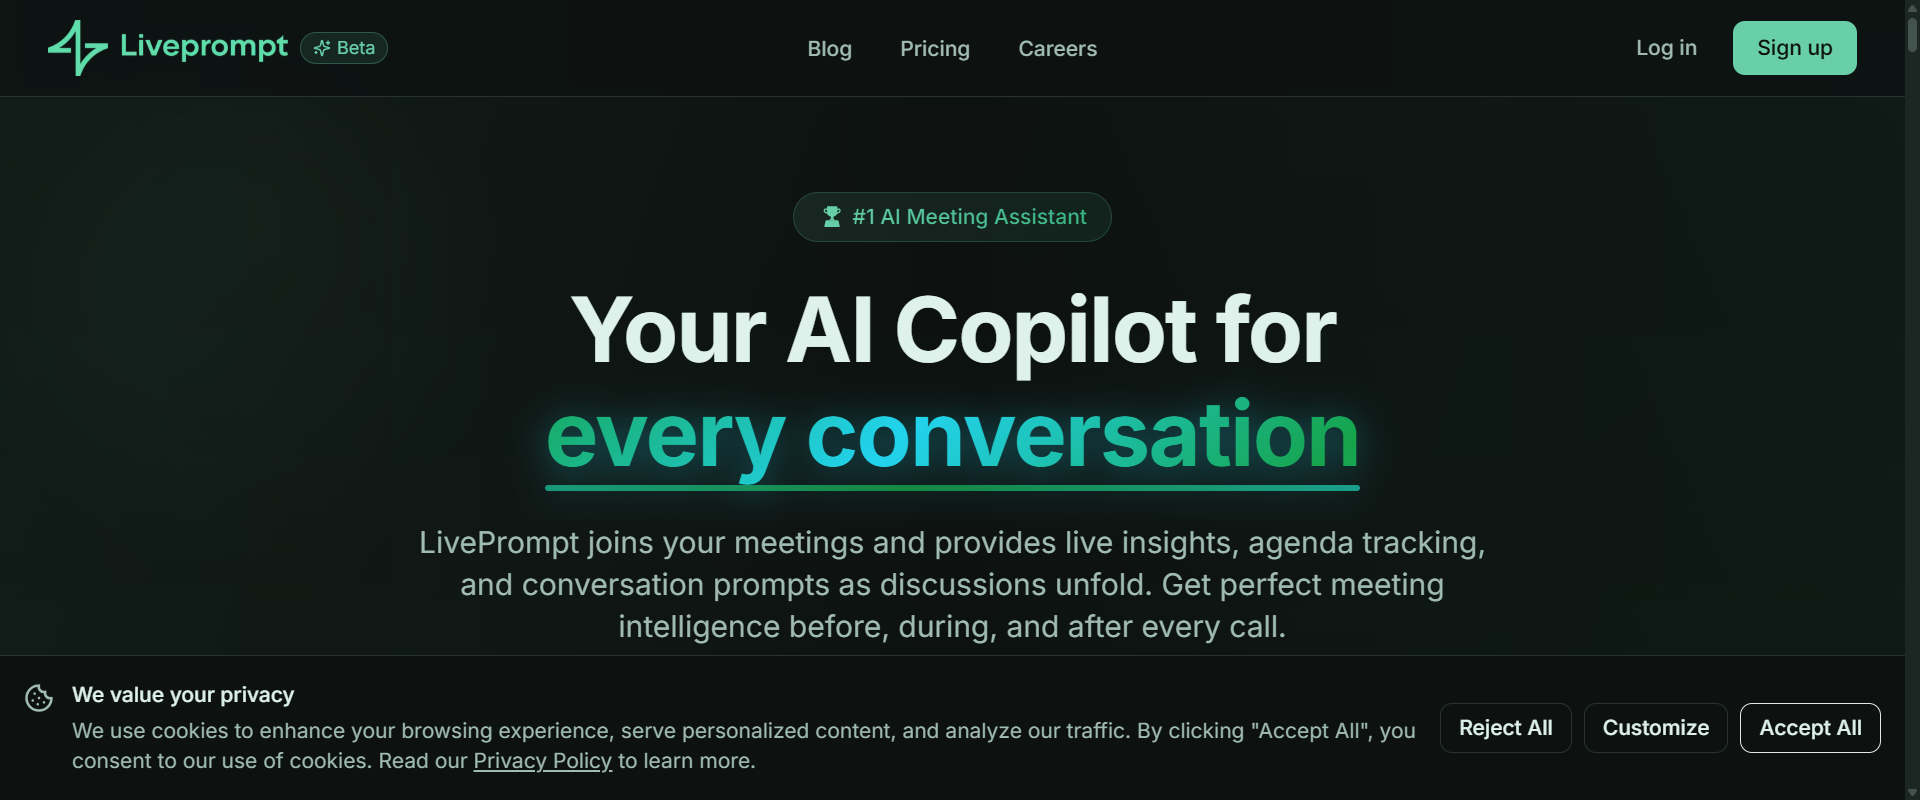 Liveprompt
Beta
Blog
Pricing
Careers
Log in
Sign up
#1 AI Meeting Assistant
Your AI Copilot for
every conversation
LivePrompt joins your meetings and provides live insights, agenda tracking,
and conversation prompts as discussions unfold. Get perfect meeting
intelligence before, during, and after every call.
We value your privacy
We use cookies to enhance your browsing experience, serve personalized content, and analyze our traffic. By clicking "Accept All", you
consent to our use of cookies. Read our Privacy Policy to learn more.
Reject All
Customize
Accept All